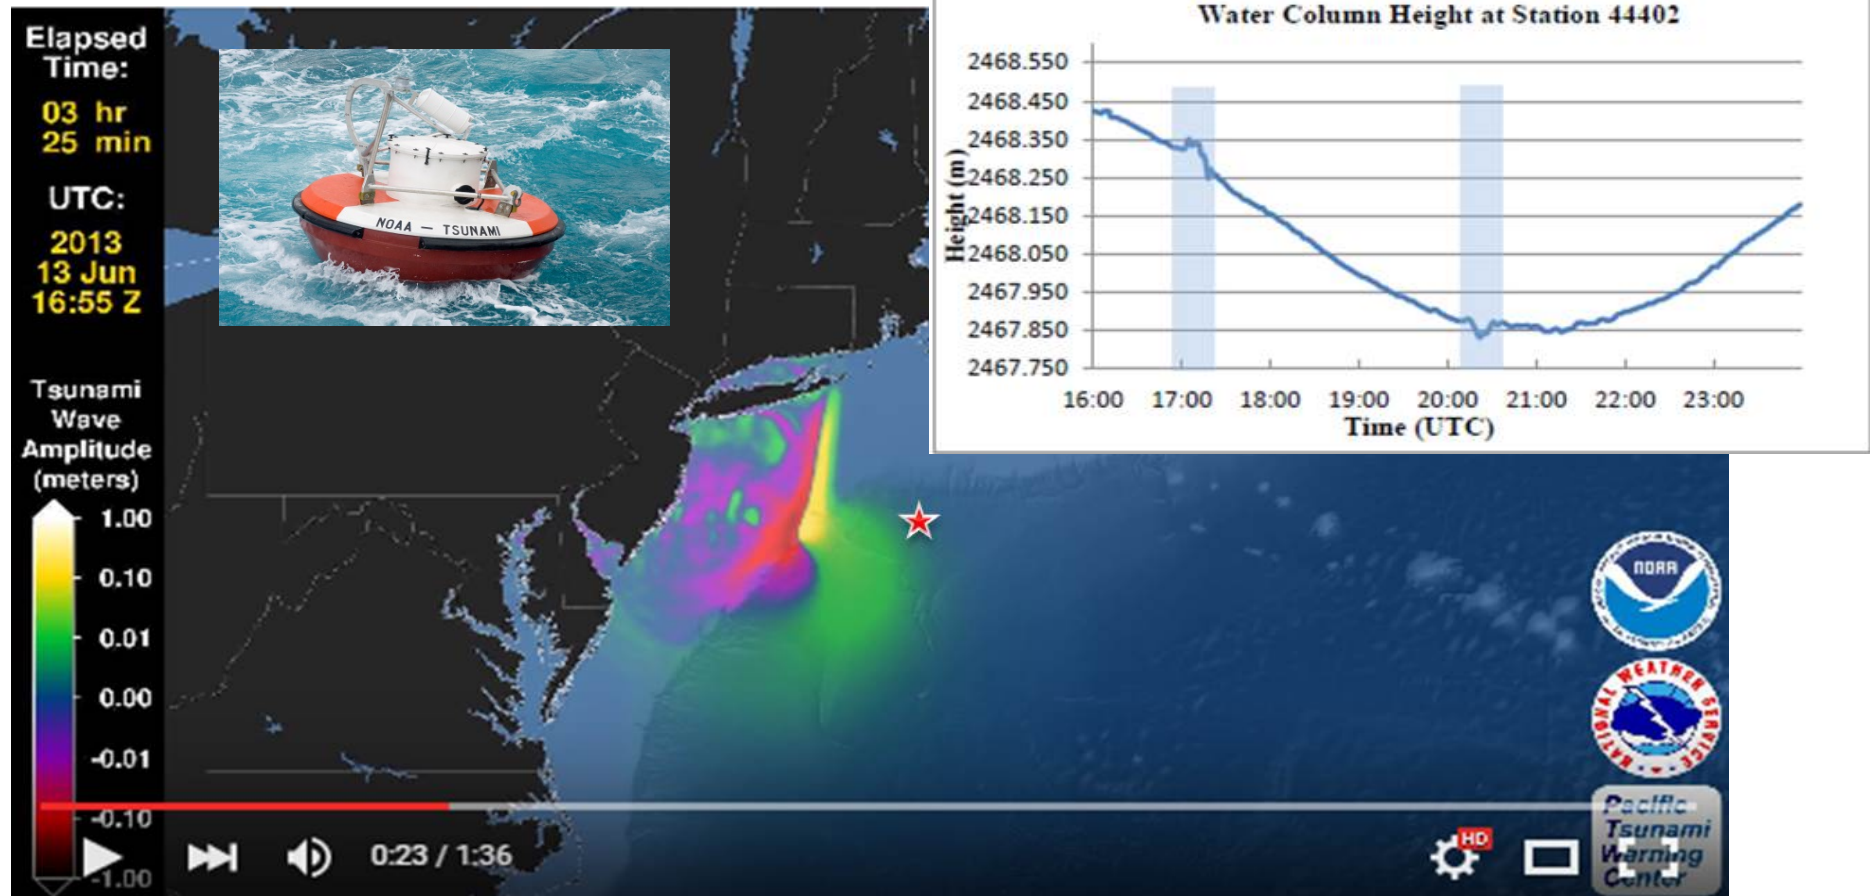 Elapsed
Time:
03 hr
25 min
UTC:
2013
13 Jun
16:55 Z
Tsunami
Wave
Amplitude
(meters)
1.00
0.10
0.01
0.00
-0.01
-0.10
-1.00
NOAA — TSUNAMI
Water Column Height at Station 44402
2468.550
2468.450
2468.350
2468.250
2468.150
2468.050
2467.950
2467.850
2467.750
Height (m)
16:00 17:00 18:00 19:00 20:00 21:00 22:00 23:00
Time (UTC)
NOAA
NATIONAL WEATHER SERVICE
Pacific
Tsunami
Warning
Center
0:23 / 1:36
HD